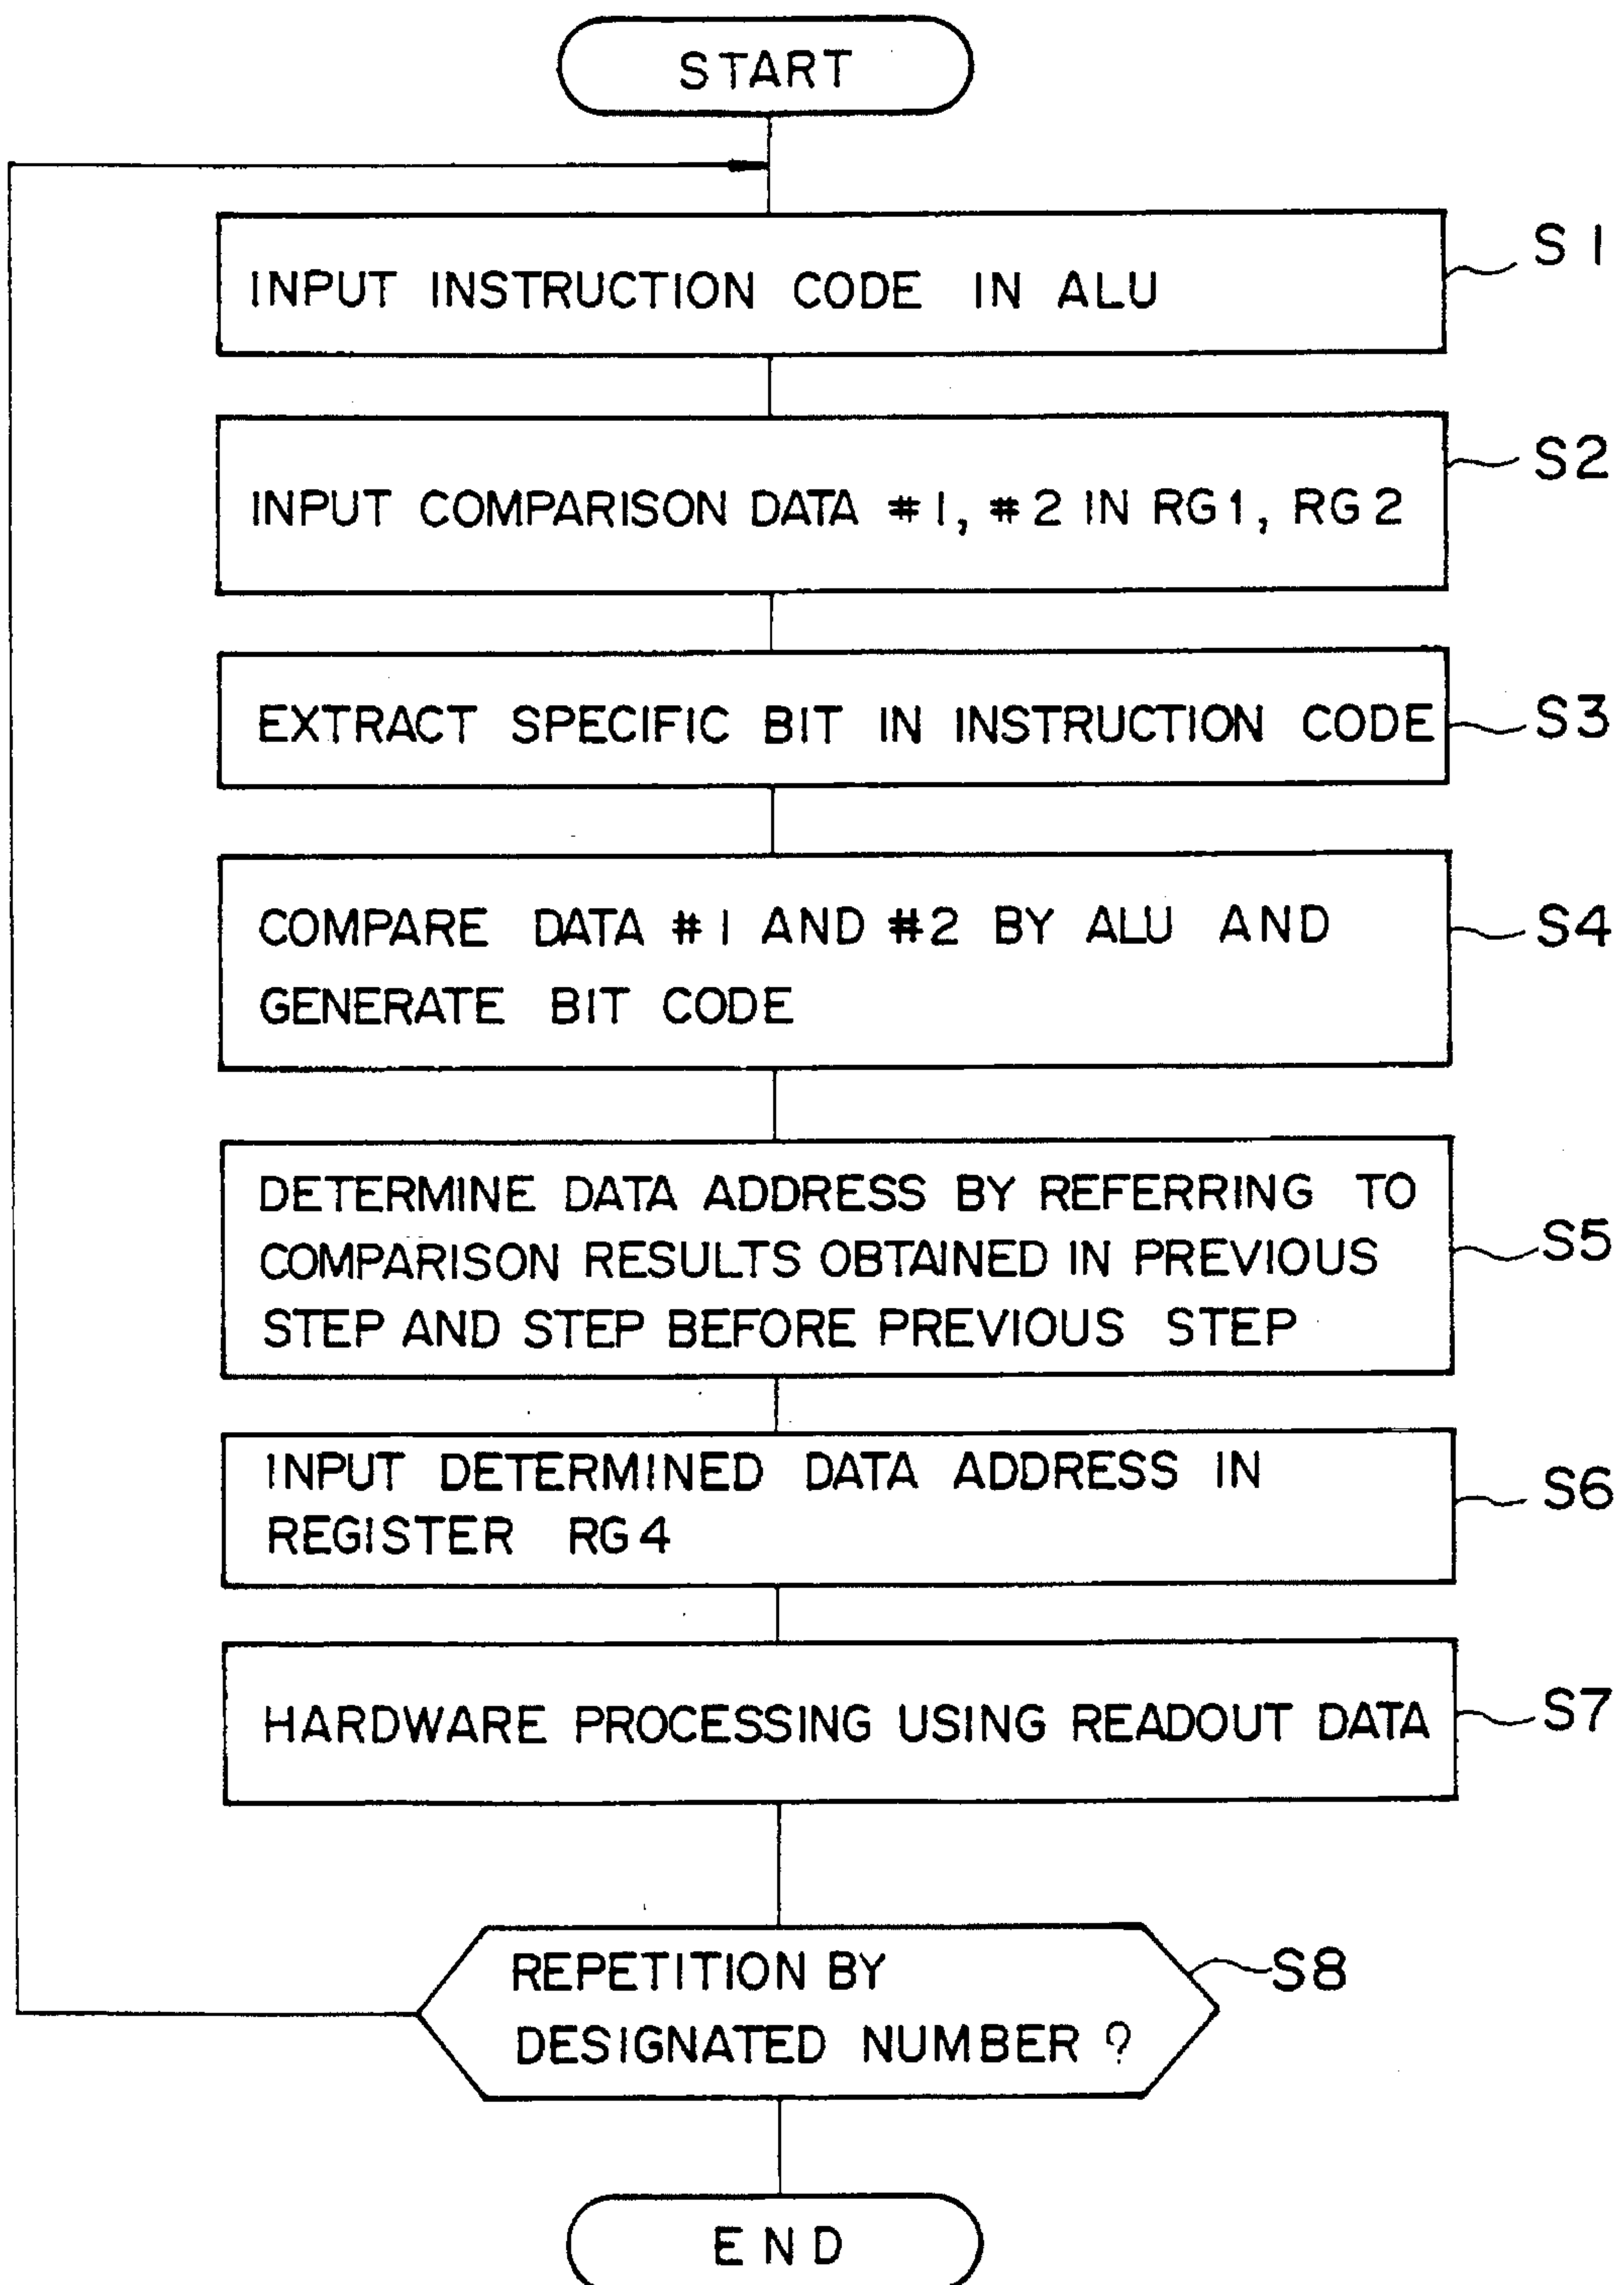 START
INPUT INSTRUCTION CODE IN ALU
S1
INPUT COMPARISON DATA #1, #2 IN RG1, RG2
S2
EXTRACT SPECIFIC BIT IN INSTRUCTION CODE
S3
COMPARE DATA #1 AND #2 BY ALU AND
GENERATE BIT CODE
S4
DETERMINE DATA ADDRESS BY REFERRING TO
COMPARISON RESULTS OBTAINED IN PREVIOUS
STEP AND STEP BEFORE PREVIOUS STEP
S5
INPUT DETERMINED DATA ADDRESS IN
REGISTER RG4
S6
HARDWARE PROCESSING USING READOUT DATA
S7
REPETITION BY
DESIGNATED NUMBER ?
S8
END